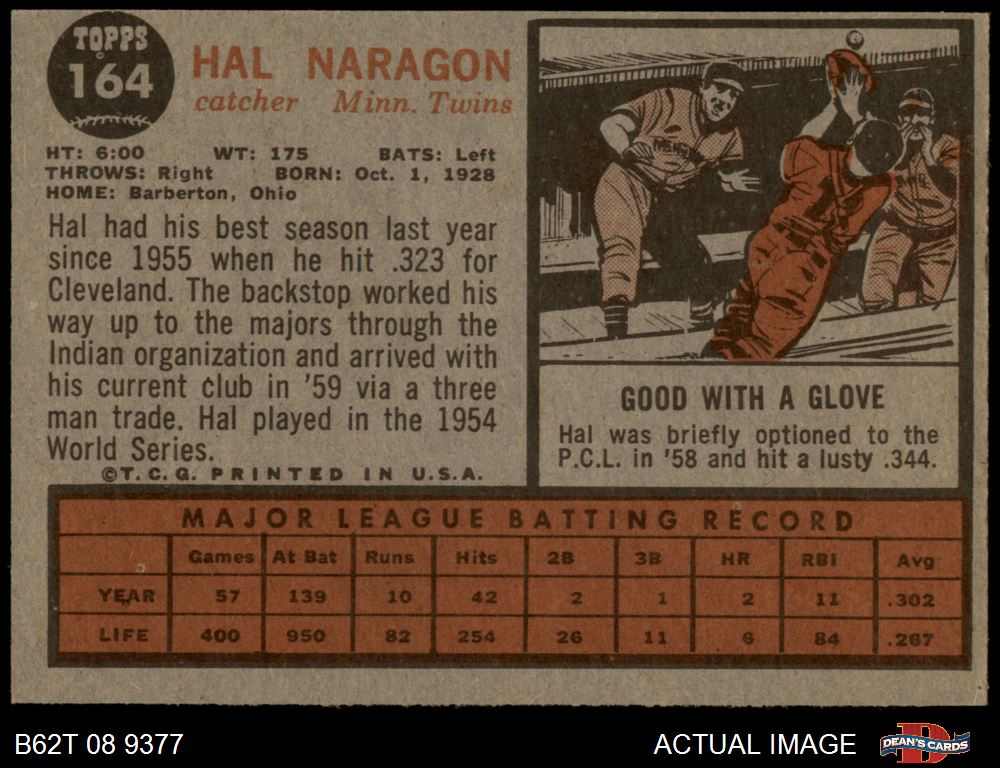 TOPPS
©
164
HAL NARAGON
catcher Minn. Twins
HT: 6:00 WT: 175 BATS: Left
THROWS: Right BORN: Oct. 1, 1928
HOME: Barberton, Ohio
Hal had his best season last year
since 1955 when he hit .323 for
Cleveland. The backstop worked his
way up to the majors through the
Indian organization and arrived with
his current club in '59 via a three
man trade. Hal played in the 1954
World Series.
©T.C.G. PRINTED IN U.S.A.
GOOD WITH A GLOVE
Hal was briefly optioned to the
P.C.L. in '58 and hit a lusty .344.
MAJOR LEAGUE BATTING RECORD
Games At Bat Runs Hits 2B 3B HR RBI Avg
YEAR 57 139 10 42 2 1 2 11 .302
LIFE 400 950 82 254 26 11 6 84 .267
B62T 08 9377
ACTUAL IMAGE
DEAN'S CARDS